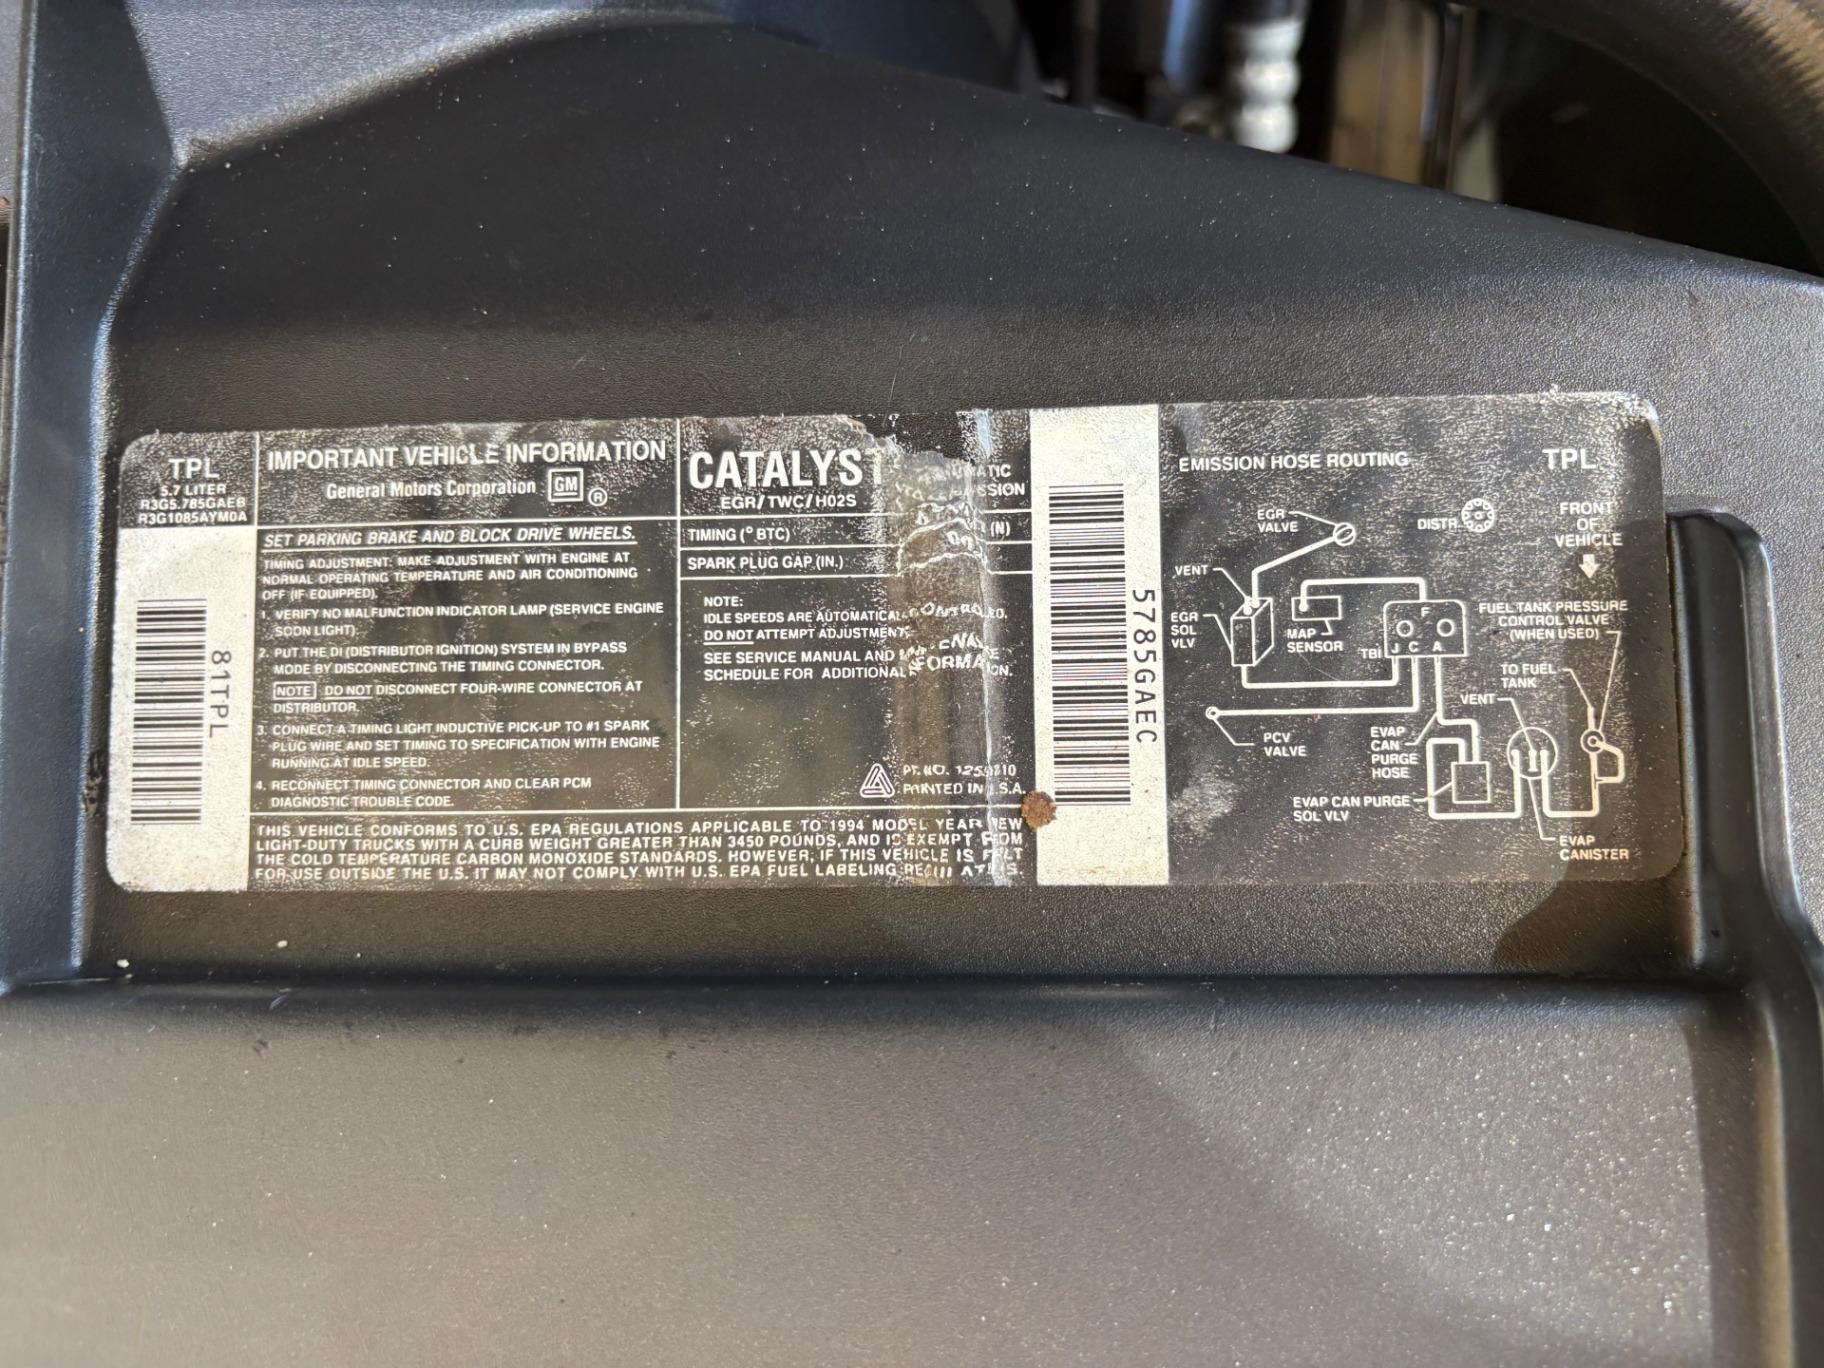 TPL
5.7 LITER
R3G5.785GAEB
R3G1085AYM0A
81TPL
IMPORTANT VEHICLE INFORMATION
General Motors Corporation GM ®
SET PARKING BRAKE AND BLOCK DRIVE WHEELS.
TIMING ADJUSTMENT: MAKE ADJUSTMENT WITH ENGINE AT
NORMAL OPERATING TEMPERATURE AND AIR CONDITIONING
OFF (IF EQUIPPED).
1. VERIFY NO MALFUNCTION INDICATOR LAMP (SERVICE ENGINE
SOON LIGHT).
2. PUT THE DI (DISTRIBUTOR IGNITION) SYSTEM IN BYPASS
MODE BY DISCONNECTING THE TIMING CONNECTOR.
NOTE DO NOT DISCONNECT FOUR-WIRE CONNECTOR AT
DISTRIBUTOR.
3. CONNECT A TIMING LIGHT INDUCTIVE PICK-UP TO #1 SPARK
PLUG WIRE AND SET TIMING TO SPECIFICATION WITH ENGINE
RUNNING AT IDLE SPEED.
4. RECONNECT TIMING CONNECTOR AND CLEAR PCM
DIAGNOSTIC TROUBLE CODE.
CATALYST
EGR/TWC/HO2S
TIMING (° BTC) (N)
SPARK PLUG GAP (IN.)
NOTE:
IDLE SPEEDS ARE AUTOMATICALLY CONTROLLED.
DO NOT ATTEMPT ADJUSTMENT.
SEE SERVICE MANUAL AND MAINTENANCE
SCHEDULE FOR ADDITIONAL INFORMATION.
PT. NO.
PRINTED IN U.S.A.
THIS VEHICLE CONFORMS TO U.S. EPA REGULATIONS APPLICABLE TO 1994 MODEL YEAR NEW
LIGHT-DUTY TRUCKS WITH A CURB WEIGHT GREATER THAN 3450 POUNDS, AND IS EXEMPT FROM
THE COLD TEMPERATURE CARBON MONOXIDE STANDARDS. HOWEVER, IF THIS VEHICLE IS BUILT
FOR USE OUTSIDE THE U.S. IT MAY NOT COMPLY WITH U.S. EPA FUEL LABELING REGULATIONS.
5785GAEC
EMISSION HOSE ROUTING
TPL
EGR
VALVE
DISTR.
FRONT
OF
VEHICLE
VENT
EGR
SOL
VLV
MAP
SENSOR
F
TBI
J C A
FUEL TANK PRESSURE
CONTROL VALVE
(WHEN USED)
TO FUEL
TANK
VENT
PCV
VALVE
EVAP
CAN
PURGE
HOSE
EVAP CAN PURGE
SOL VLV
EVAP
CANISTER